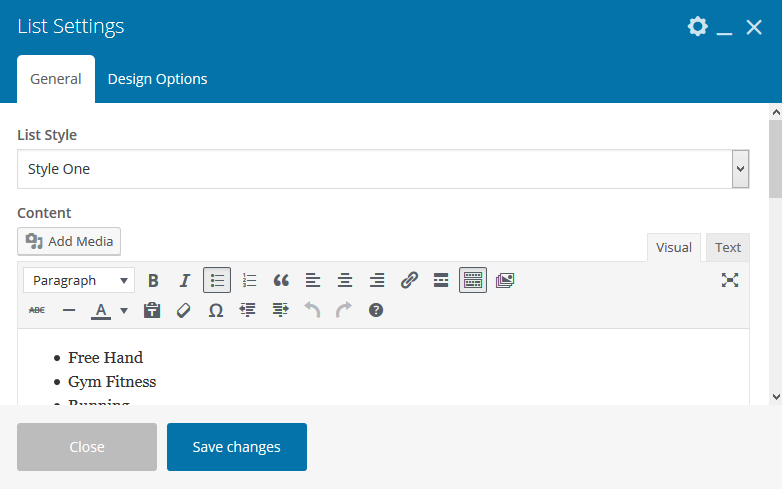 List Settings
General Design Options
List Style
Style One
Content
Add Media
Visual Text
Paragraph B I
ABC A T Ω ?
Free Hand
Gym Fitness
Running
Close Save changes